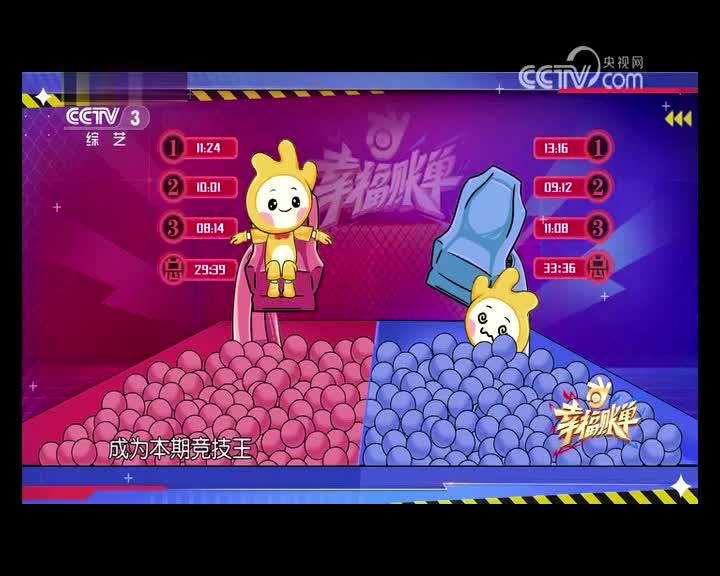 央视网
CCTV.com
CCTV 3
综艺
幸福账单
1 11:24
2 10:01
3 08:14
总 29:39
13:16 1
09:12 2
11:08 3
33:36 总
幸福账单
成为本期竞技王